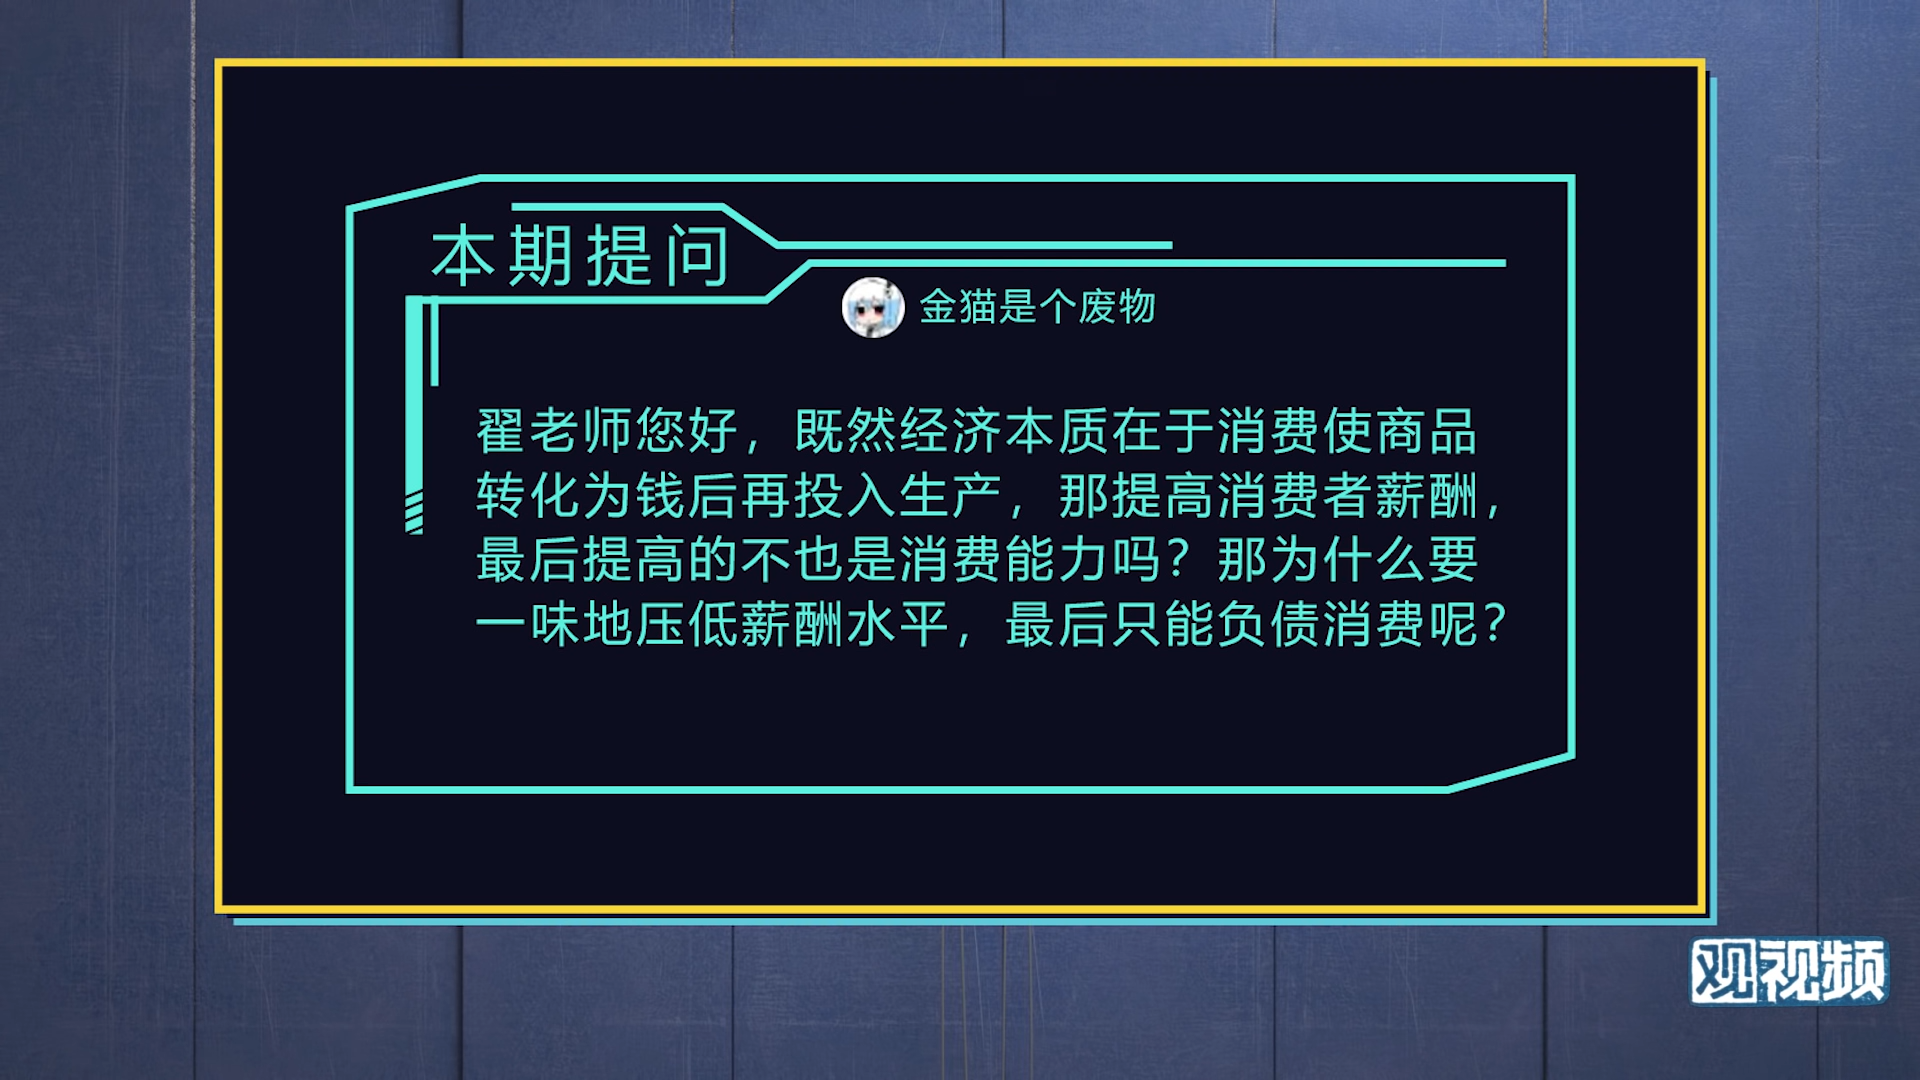 本期提问
金猫是个废物
翟老师您好，既然经济本质在于消费使商品
转化为钱后再投入生产，那提高消费者薪酬，
最后提高的不也是消费能力吗？那为什么要
一味地压低薪酬水平，最后只能负债消费呢？
观视频